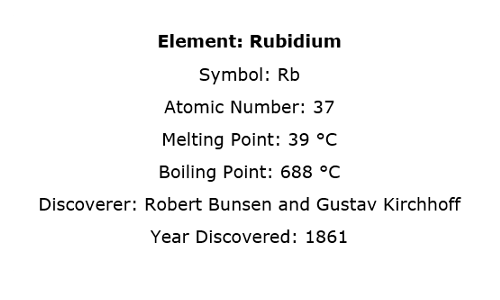 Element: Rubidium
Symbol: Rb
Atomic Number: 37
Melting Point: 39 °C
Boiling Point: 688 °C
Discoverer: Robert Bunsen and Gustav Kirchhoff
Year Discovered: 1861